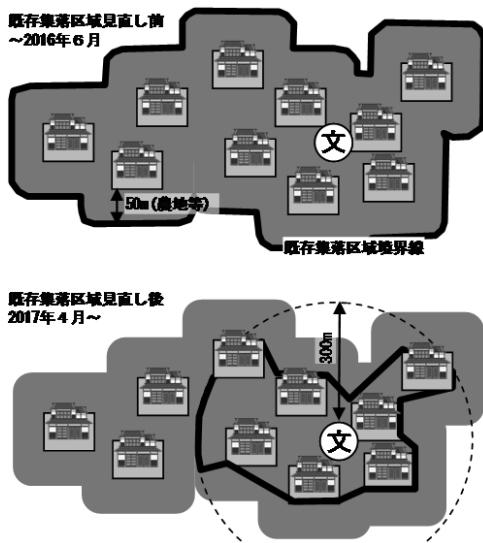 既存集落区域見直し前
～2016年６月
文
50m(農地等)
既存集落区域境界線
既存集落区域見直し後
2017年４月～
300m
文